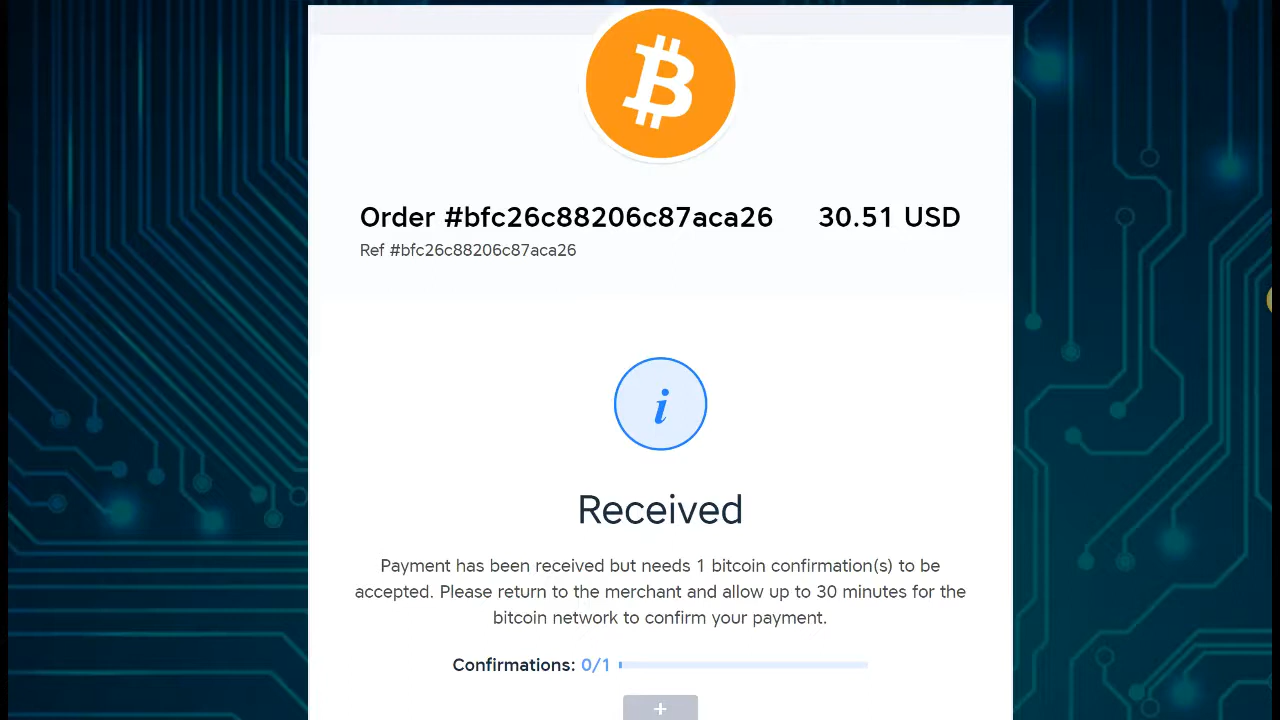 Order #bfc26c88206c87aca26 30.51 USD
Ref #bfc26c88206c87aca26
Received
Payment has been received but needs 1 bitcoin confirmation(s) to be
accepted. Please return to the merchant and allow up to 30 minutes for the
bitcoin network to confirm your payment.
Confirmations: 0/1
+